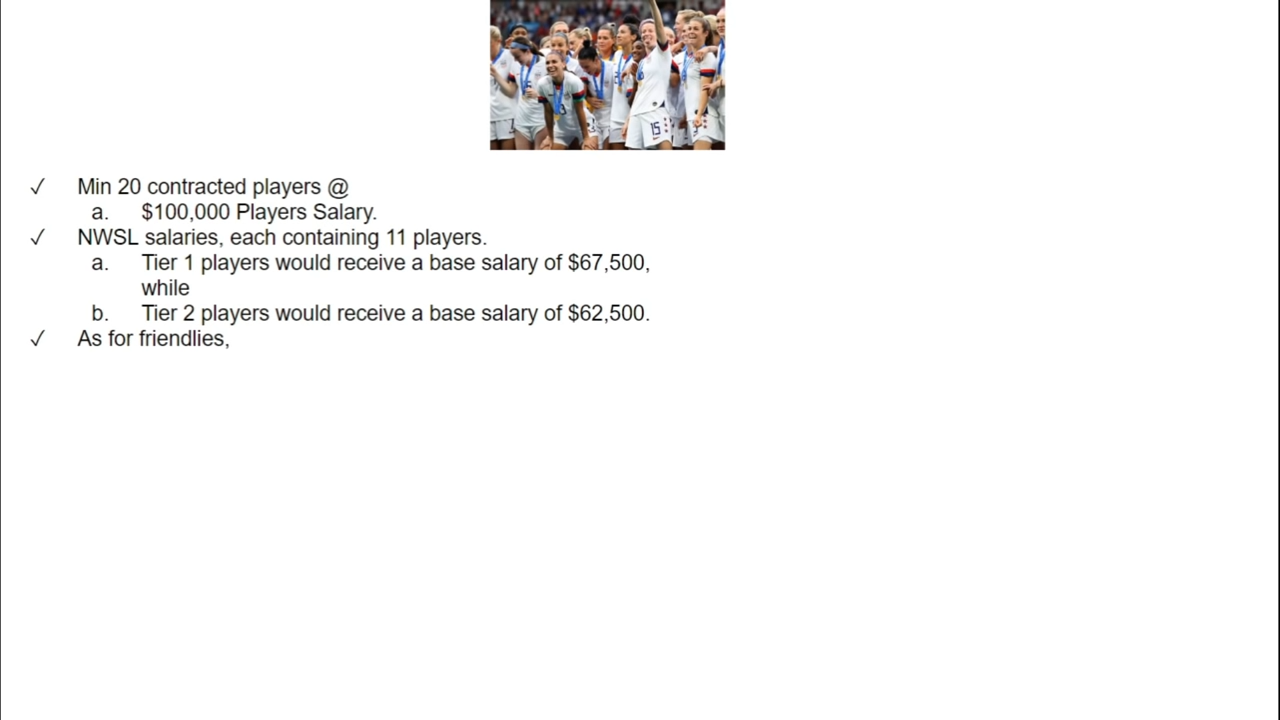 15
3
✓ Min 20 contracted players @
a. $100,000 Players Salary.
✓ NWSL salaries, each containing 11 players.
a. Tier 1 players would receive a base salary of $67,500,
while
b. Tier 2 players would receive a base salary of $62,500.
✓ As for friendlies,